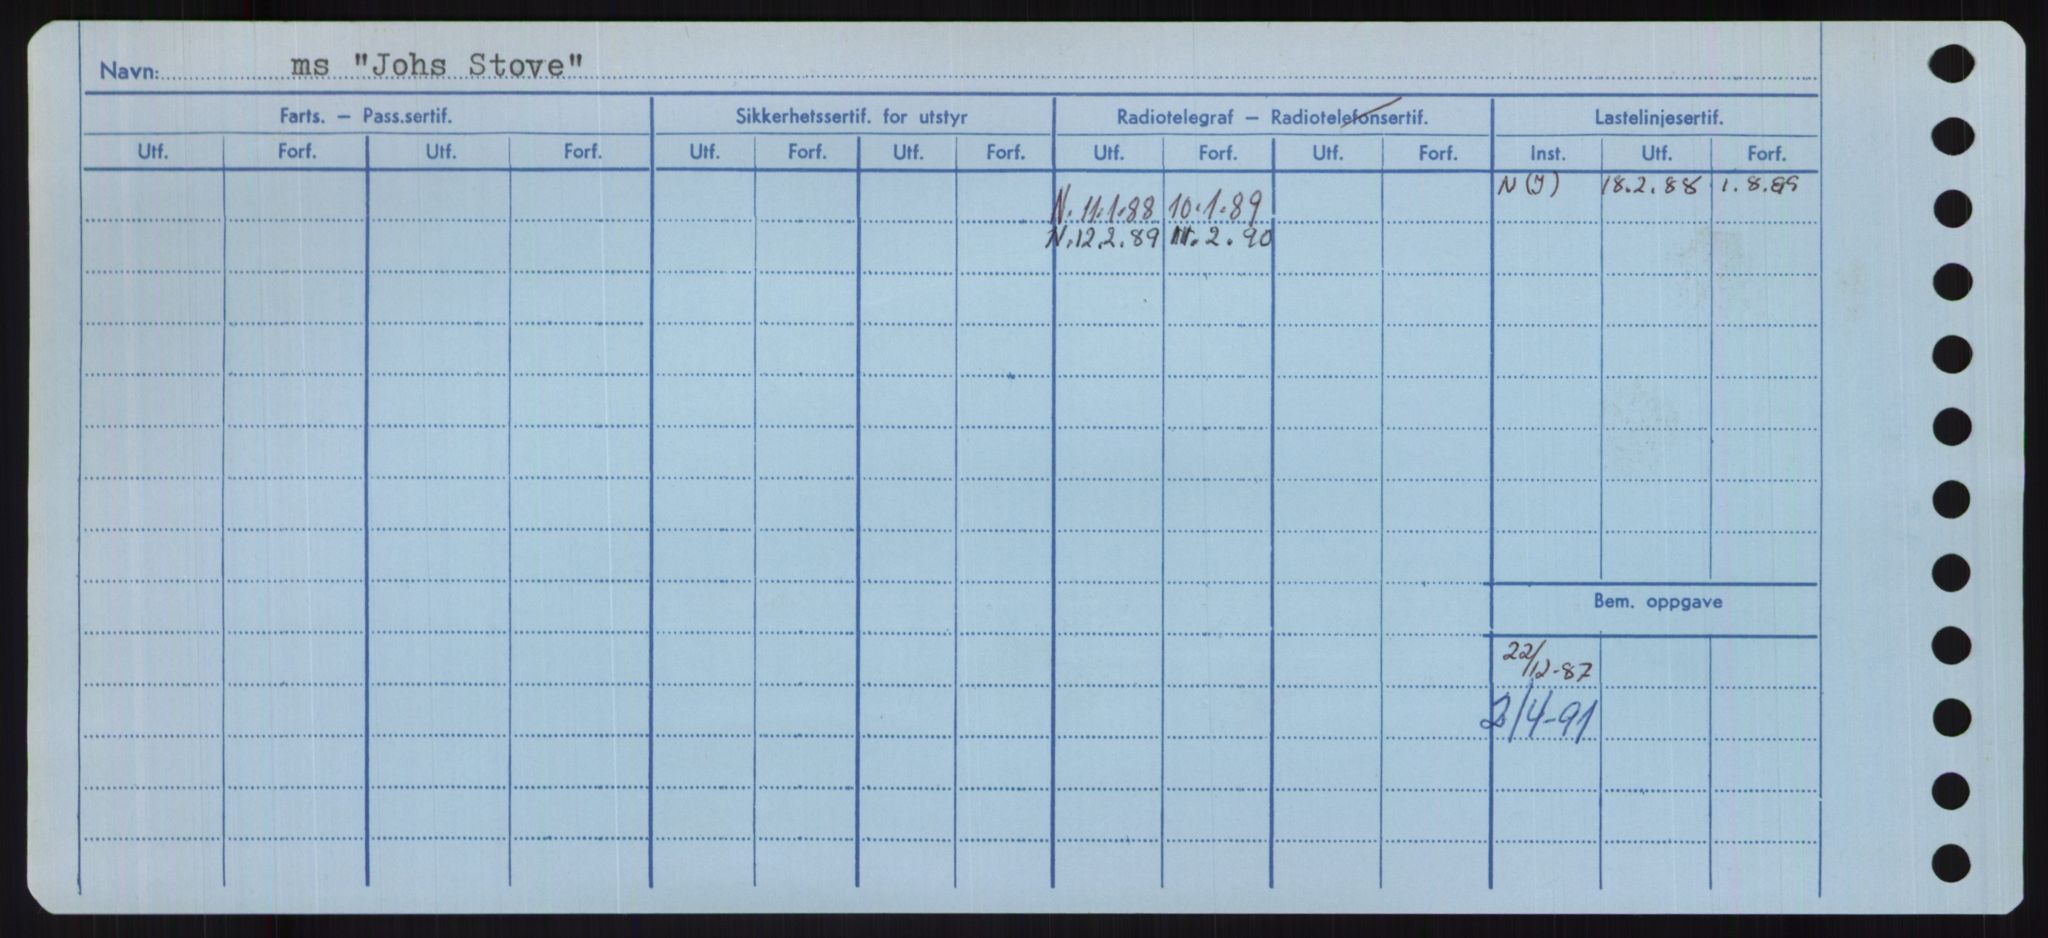 Navn: ms "Johs Stove"
Farts. — Pass.sertif. Sikkerhetssertif. for utstyr Radiotelegraf — Radiotelefonsertif. Lastelinjesertif.
Utf. Forf. Utf. Forf. Utf. Forf. Utf. Forf. Utf. Forf. Utf. Forf. Inst. Utf. Forf.
N (J) 18.2.88 1.8.89
N. 11.1.88 10.1.89
N. 12.2.89 11.2.90
Bem. oppgave
22/12-87
2/4-91